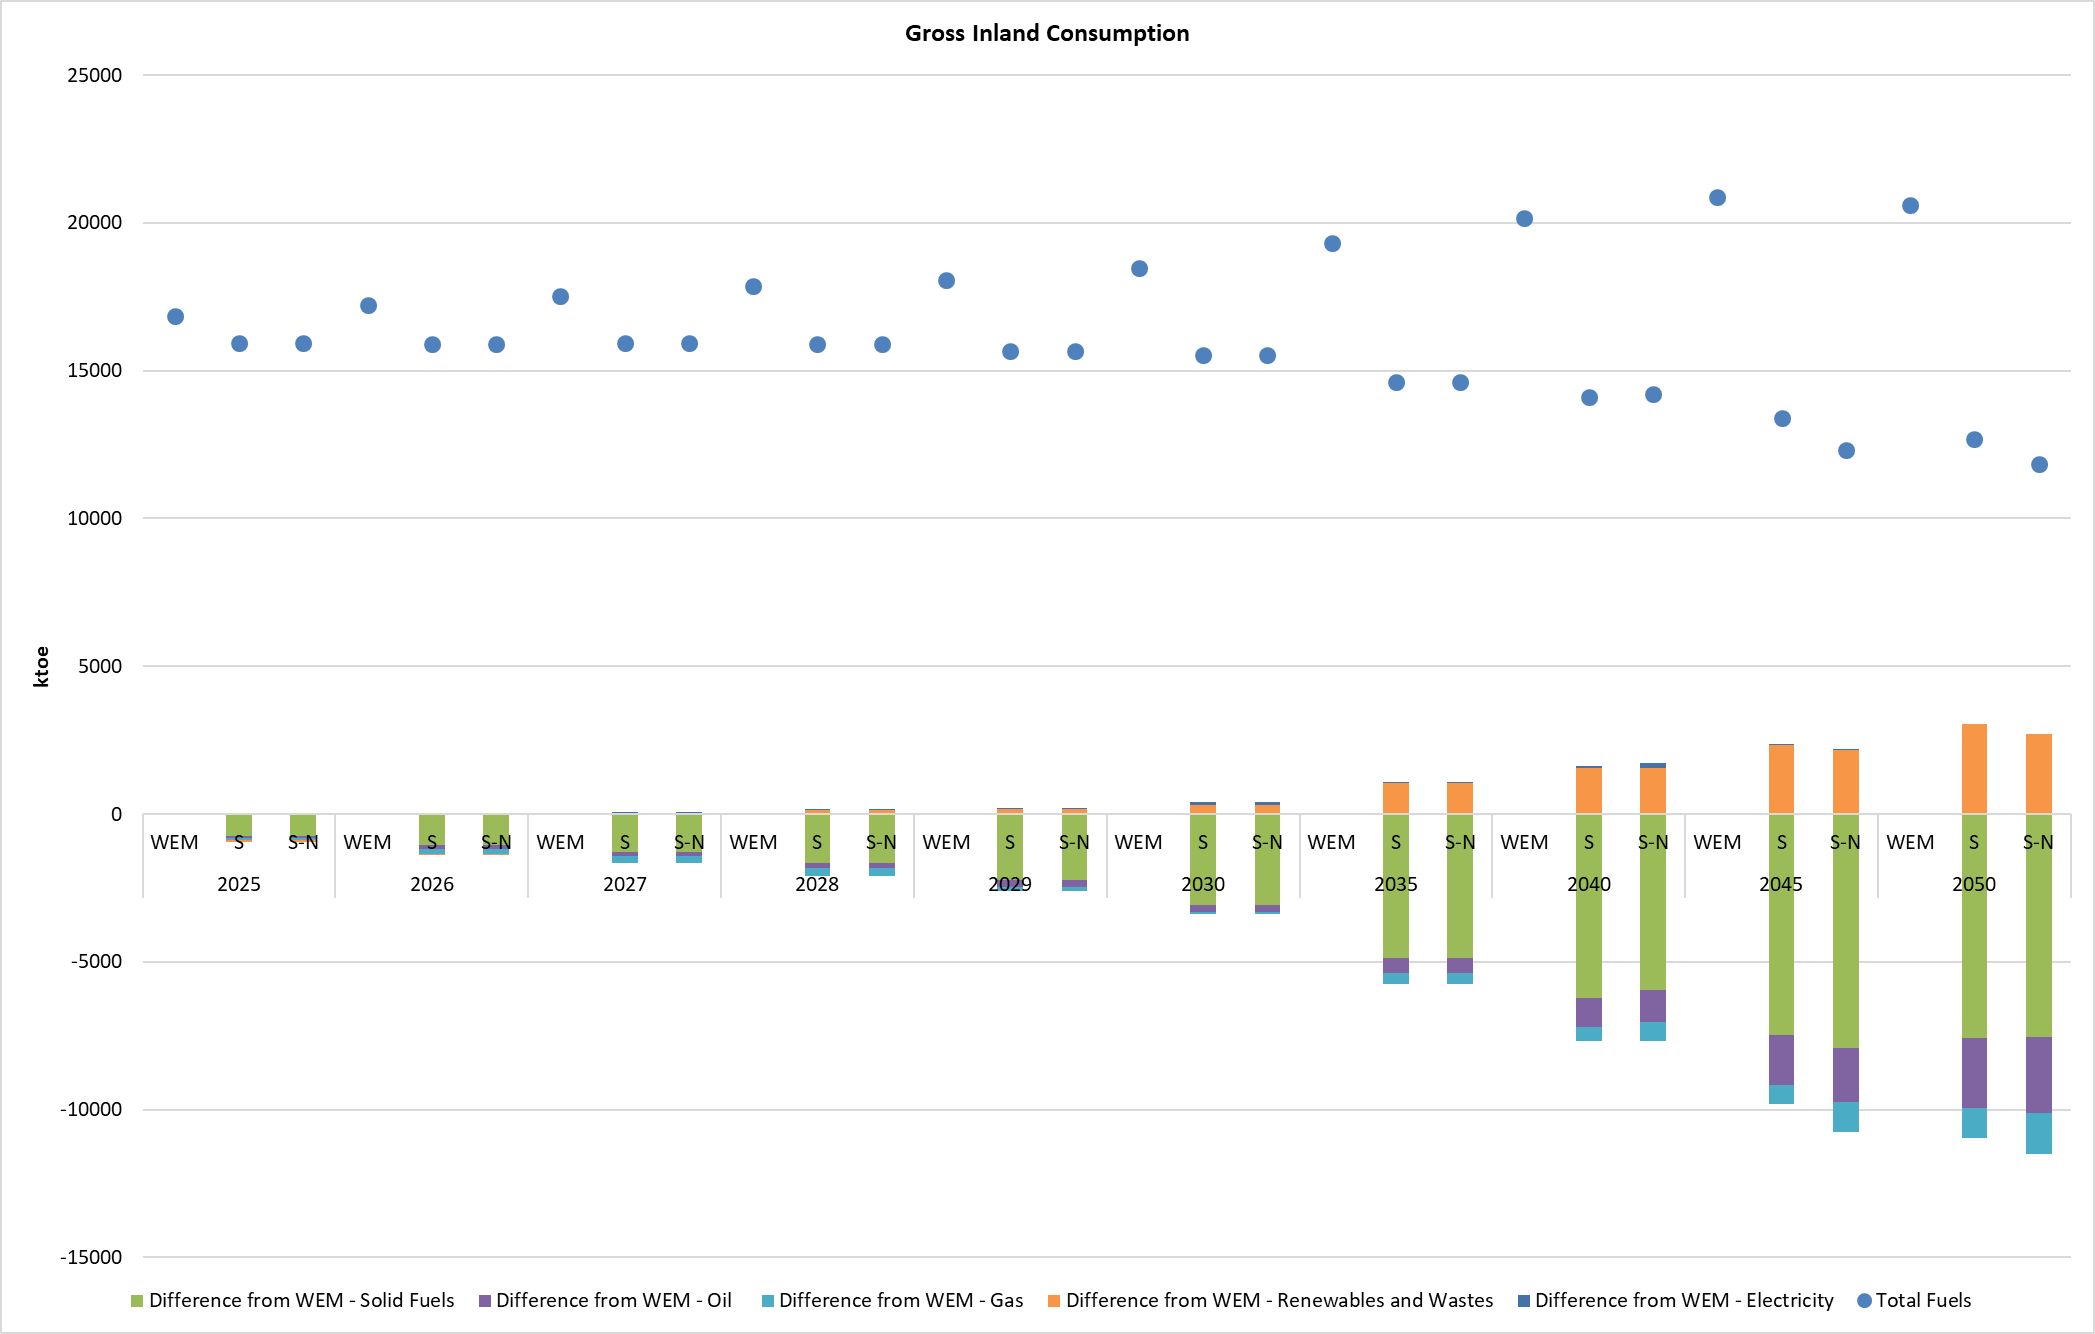 Gross Inland Consumption
25000
20000
15000
10000
5000
0
-5000
-10000
-15000
ktoe
WEM S S-N WEM S S-N WEM S S-N WEM S S-N WEM S S-N WEM S S-N WEM S S-N WEM S S-N WEM S S-N WEM S S-N
2025 2026 2027 2028 2029 2030 2035 2040 2045 2050
Difference from WEM - Solid Fuels Difference from WEM - Oil Difference from WEM - Gas Difference from WEM - Renewables and Wastes Difference from WEM - Electricity Total Fuels